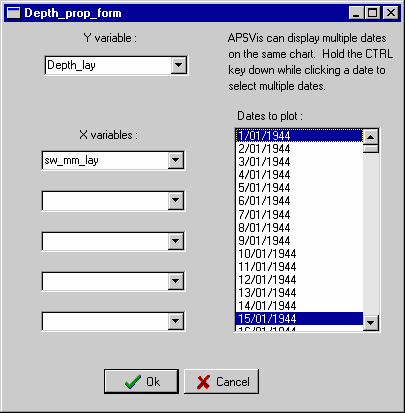 Depth_prop_form
Y variable :
Depth_lay
X variables :
sw_mm_lay
APSVis can display multiple dates
on the same chart. Hold the CTRL
key down while clicking a date to
select multiple dates.
Dates to plot :
1/01/1944
2/01/1944
3/01/1944
4/01/1944
5/01/1944
6/01/1944
7/01/1944
8/01/1944
9/01/1944
10/01/1944
11/01/1944
12/01/1944
13/01/1944
14/01/1944
15/01/1944
16/01/1944
Ok
Cancel